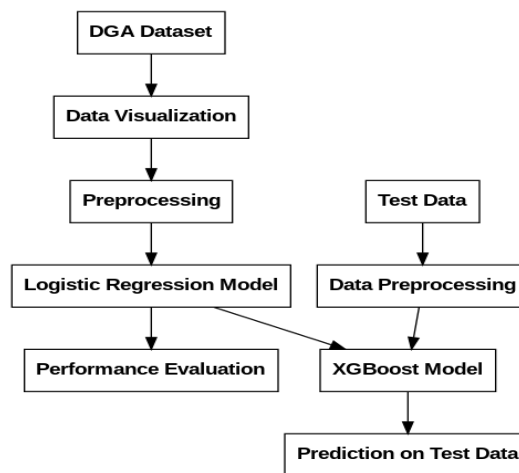 DGA Dataset
Data Visualization
Preprocessing
Test Data
Logistic Regression Model
Data Preprocessing
Performance Evaluation
XGBoost Model
Prediction on Test Data